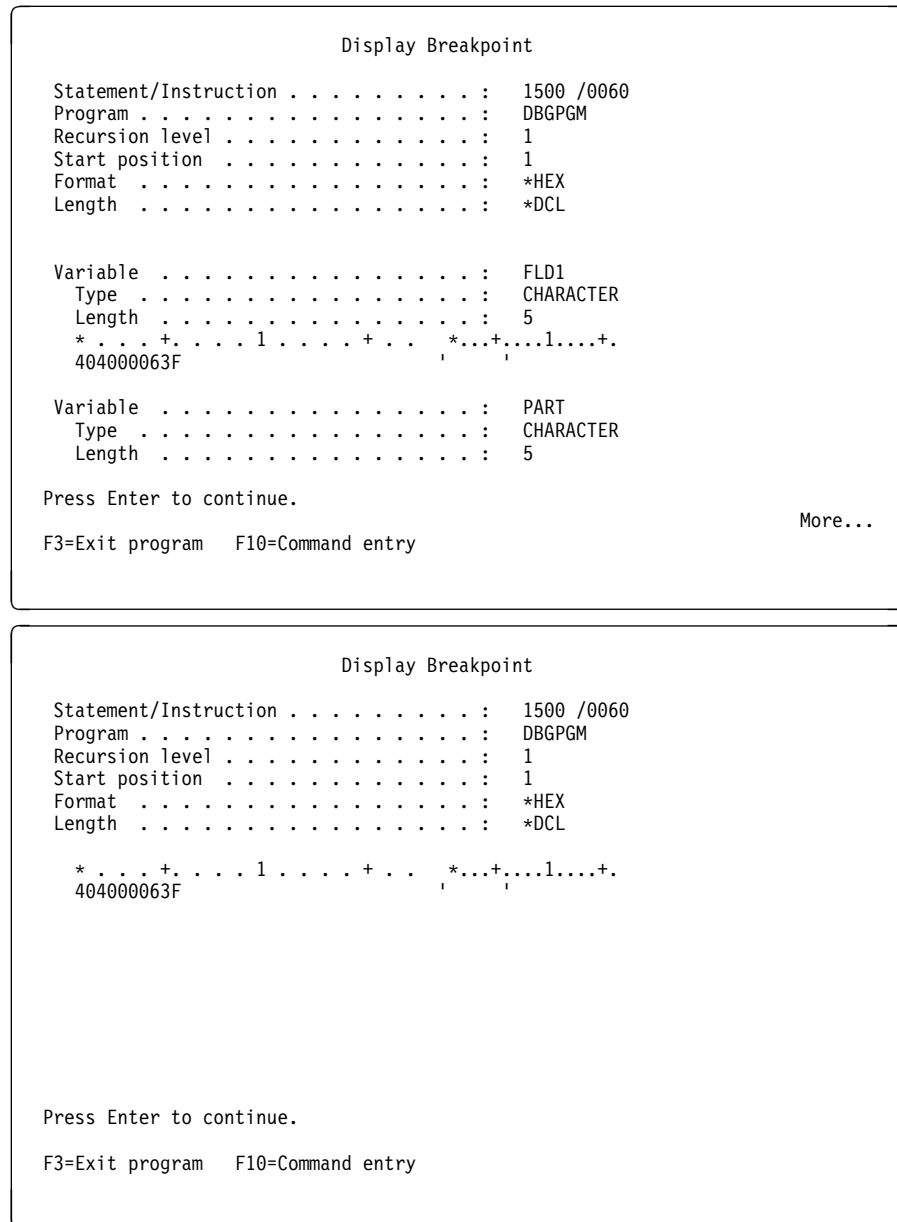 Display Breakpoint
Statement/Instruction . . . . . . . . . :   1500 /0060
Program . . . . . . . . . . . . . . . . :   DBGPGM
Recursion level . . . . . . . . . . . . :   1
Start position  . . . . . . . . . . . . :   1
Format  . . . . . . . . . . . . . . . . :   *HEX
Length  . . . . . . . . . . . . . . . . :   *DCL
Variable  . . . . . . . . . . . . . . . :   FLD1
Type  . . . . . . . . . . . . . . . . :   CHARACTER
Length  . . . . . . . . . . . . . . . :   5
* . . . +. . . . 1 . . . . + . .   *...+....1....+.
404000063F                         '     '
Variable  . . . . . . . . . . . . . . . :   PART
Type  . . . . . . . . . . . . . . . . :   CHARACTER
Length  . . . . . . . . . . . . . . . :   5
Press Enter to continue.
More...
F3=Exit program   F10=Command entry
Display Breakpoint
Statement/Instruction . . . . . . . . . :   1500 /0060
Program . . . . . . . . . . . . . . . . :   DBGPGM
Recursion level . . . . . . . . . . . . :   1
Start position  . . . . . . . . . . . . :   1
Format  . . . . . . . . . . . . . . . . :   *HEX
Length  . . . . . . . . . . . . . . . . :   *DCL
* . . . +. . . . 1 . . . . + . .   *...+....1....+.
404000063F                         '     '
Press Enter to continue.
F3=Exit program   F10=Command entry